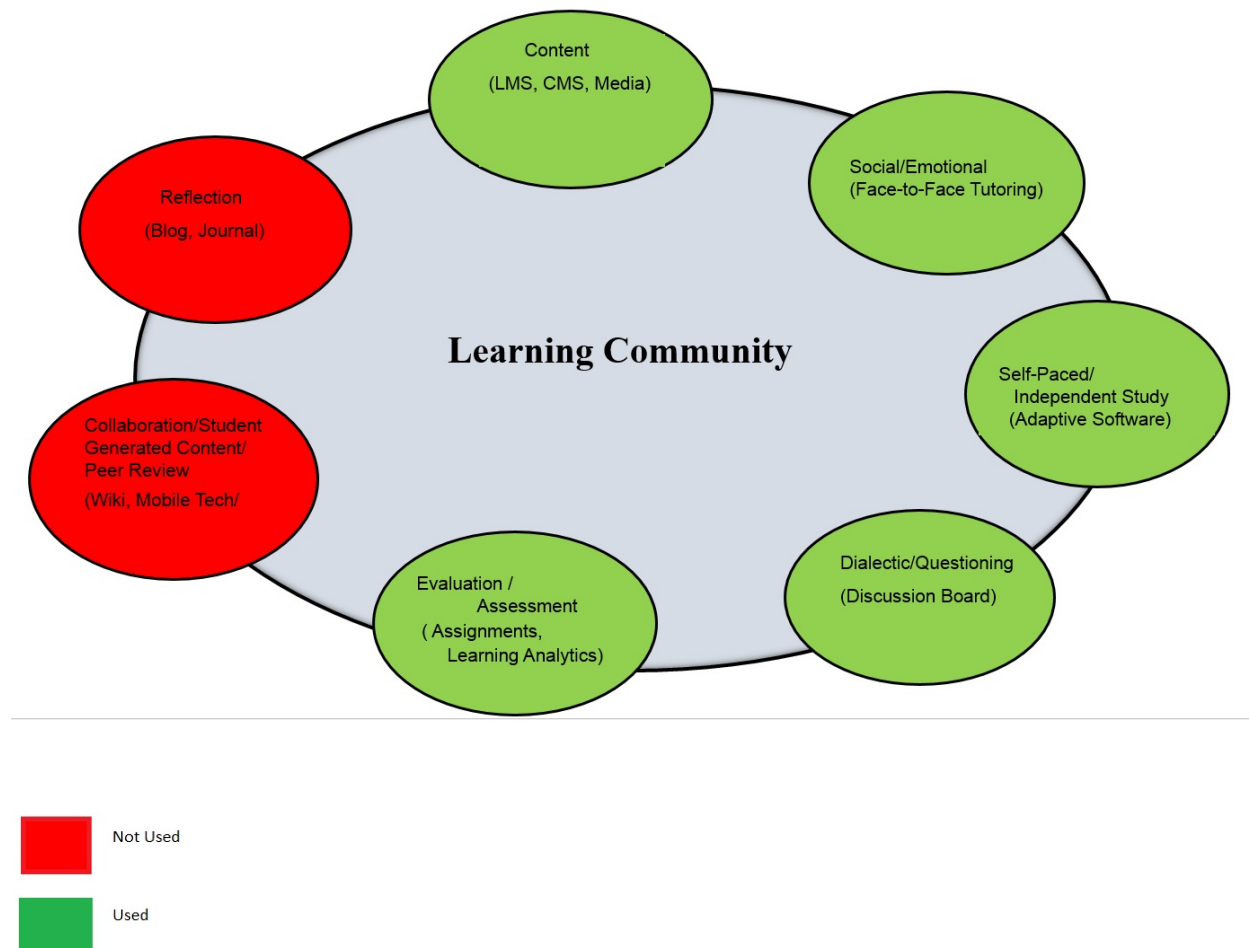 Content
(LMS, CMS, Media)
Social/Emotional
(Face-to-Face Tutoring)
Reflection
(Blog, Journal)
Learning Community
Self-Paced/
Independent Study
(Adaptive Software)
Collaboration/Student
Generated Content/
Peer Review
(Wiki, Mobile Tech/
Dialectic/Questioning
(Discussion Board)
Evaluation /
Assessment
( Assignments,
Learning Analytics)
Not Used
Used